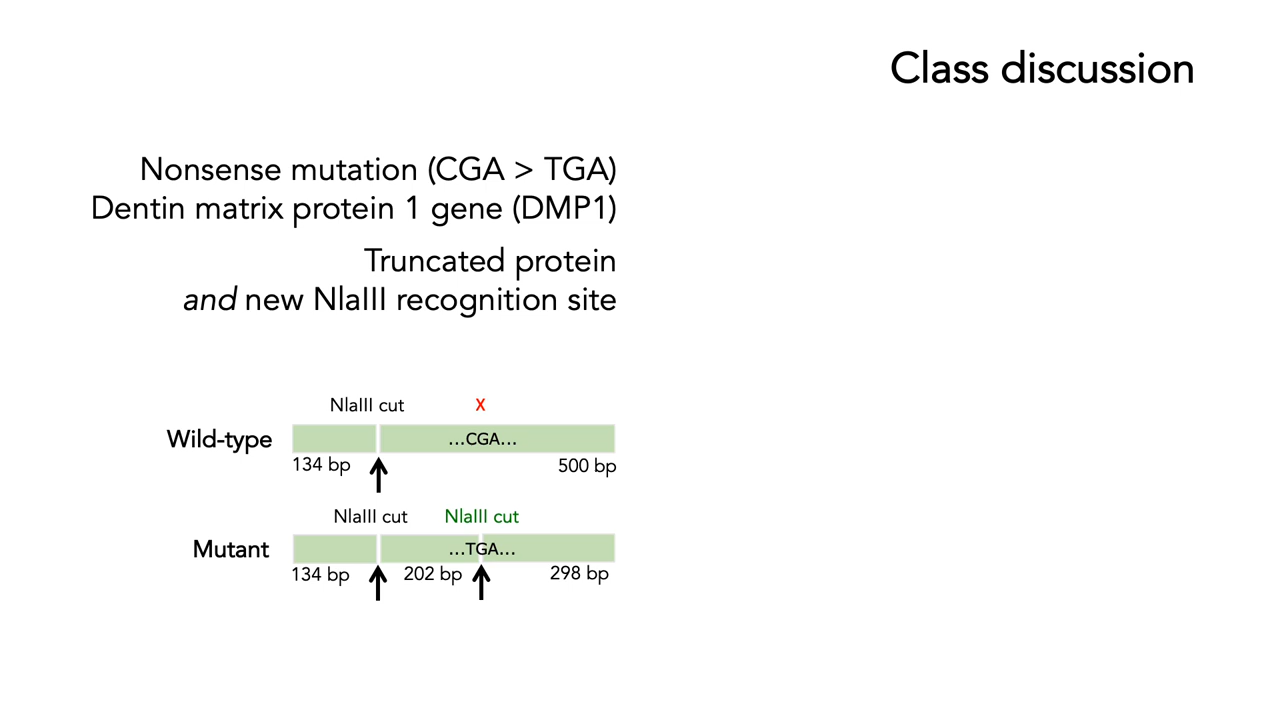 Class discussion
Nonsense mutation (CGA > TGA)
Dentin matrix protein 1 gene (DMP1)
Truncated protein
and new NlaIII recognition site
NlaIII cut X
Wild-type ...CGA...
134 bp 500 bp
NlaIII cut NlaIII cut
Mutant ...TGA...
134 bp 202 bp 298 bp